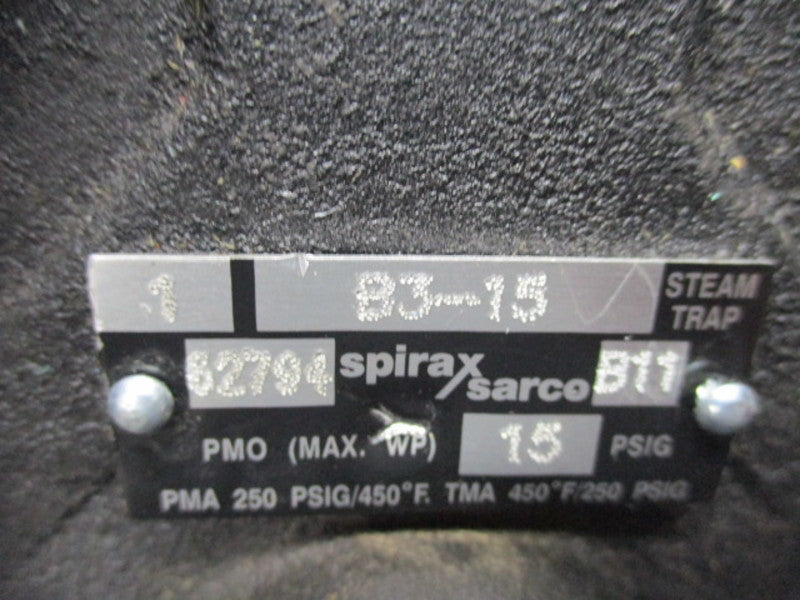 1 B3-15 STEAM TRAP
62794 spirax sarco B11
PMO (MAX. WP) 15 PSIG
PMA 250 PSIG/450°F. TMA 450°F/250 PSIG